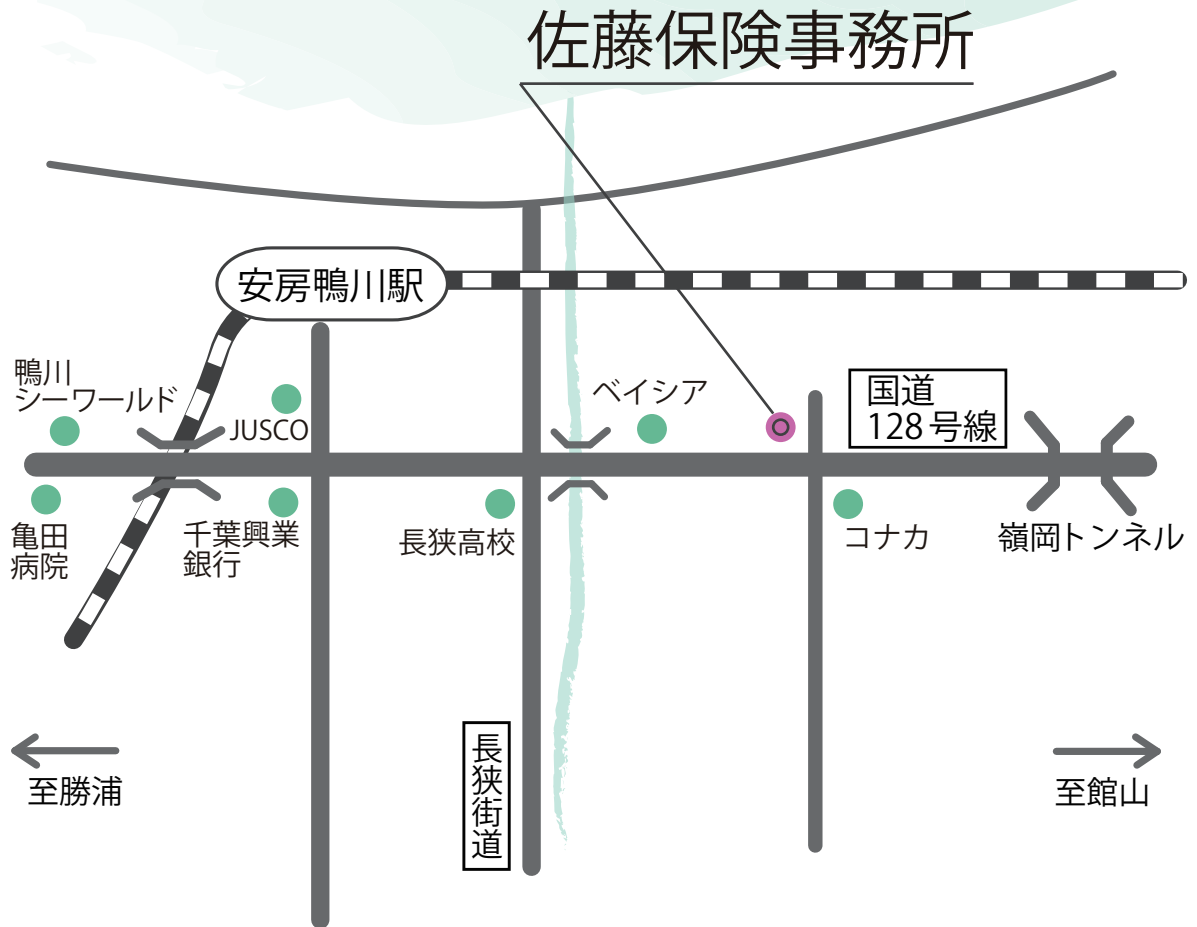 佐藤保険事務所
安房鴨川駅
鴨川
シーワールド
JUSCO
ベイシア
国道
128号線
亀田
病院
千葉興業
銀行
長狭高校
コナカ
嶺岡トンネル
長狭街道
至勝浦
至館山